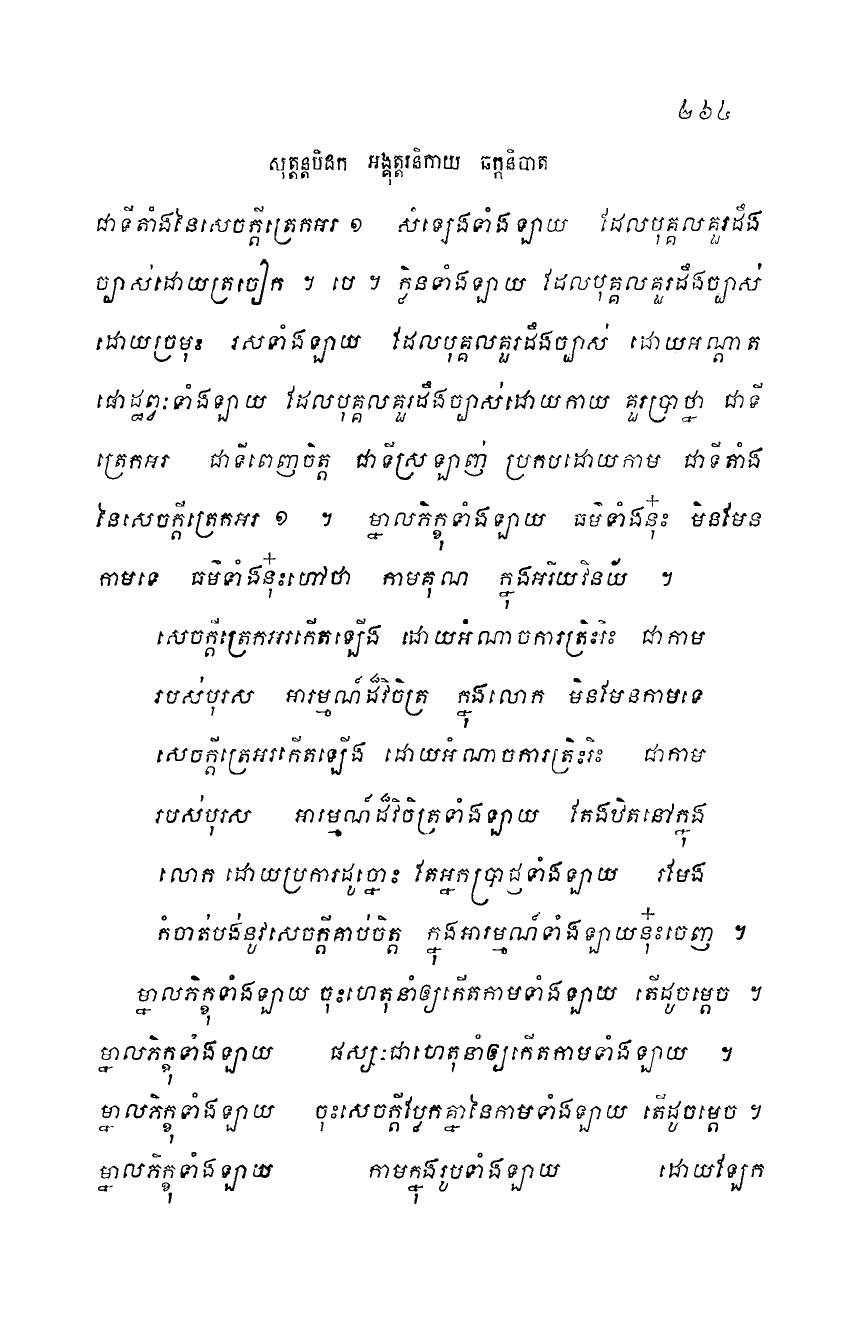 ២៦៤
សុត្តន្តបិដក អង្គុត្តរនិកាយ ឆក្កនិបាត
ជាទីតាំងនៃសេចក្តីត្រេកអរ ១ សំឡេងទាំងឡាយ ដែលបុគ្គលគួរដឹង
ច្បាស់ដោយត្រចៀក ។ បេ ។ ក្លិនទាំងឡាយ ដែលបុគ្គលគួរដឹងច្បាស់
ដោយច្រមុះ រសទាំងឡាយ ដែលបុគ្គលគួរដឹងច្បាស់ ដោយអណ្តាត
ផោដ្ឋព្វៈទាំងឡាយ ដែលបុគ្គលគួរដឹងច្បាស់ដោយកាយ គួរប្រាថ្នា ជាទី
ត្រេកអរ ជាទីពេញចិត្ត ជាទីស្រឡាញ់ ប្រកបដោយកាម ជាទីតាំង
នៃសេចក្តីត្រេកអរ ១ ។ ម្នាលភិក្ខុទាំងឡាយ ធម៌ទាំងនុ៎ះ មិនមែន
កាមទេ ធម៌ទាំងនុ៎ះហៅថា កាមគុណ ក្នុងអរិយវិន័យ ។
សេចក្តីត្រេកអរកើតឡើង ដោយអំណាចការត្រិះរិះ ជាកាម
របស់បុរស អារម្មណ៍ដ៏វិចិត្រ ក្នុងលោក មិនមែនកាមទេ
សេចក្តីត្រេអរកើតឡើង ដោយអំណាចការត្រិះរិះ ជាកាម
របស់បុរស អារម្មណ៍ដ៏វិចិត្រទាំងឡាយ តែងឋិតនៅក្នុង
លោក ដោយប្រការដូច្នោះ តែអ្នកប្រាជ្ញទាំងឡាយ រមែង
កំចាត់បង់នូវសេចក្តីគាប់ចិត្ត ក្នុងអារម្មណ៍ទាំងឡាយនុ៎ះចេញ ។
ម្នាលភិក្ខុទាំងឡាយ ចុះហេតុនាំឲ្យកើតកាមទាំងឡាយ តើដូចម្តេច ។
ម្នាលភិក្ខុទាំងឡាយ ផស្សៈជាហេតុនាំឲ្យកើតកាមទាំងឡាយ ។
ម្នាលភិក្ខុទាំងឡាយ ចុះសេចក្តីប្លែកគ្នានៃកាមទាំងឡាយ តើដូចម្តេច ។
ម្នាលភិក្ខុទាំងឡាយ កាមក្នុងរូបទាំងឡាយ ដោយឡែក